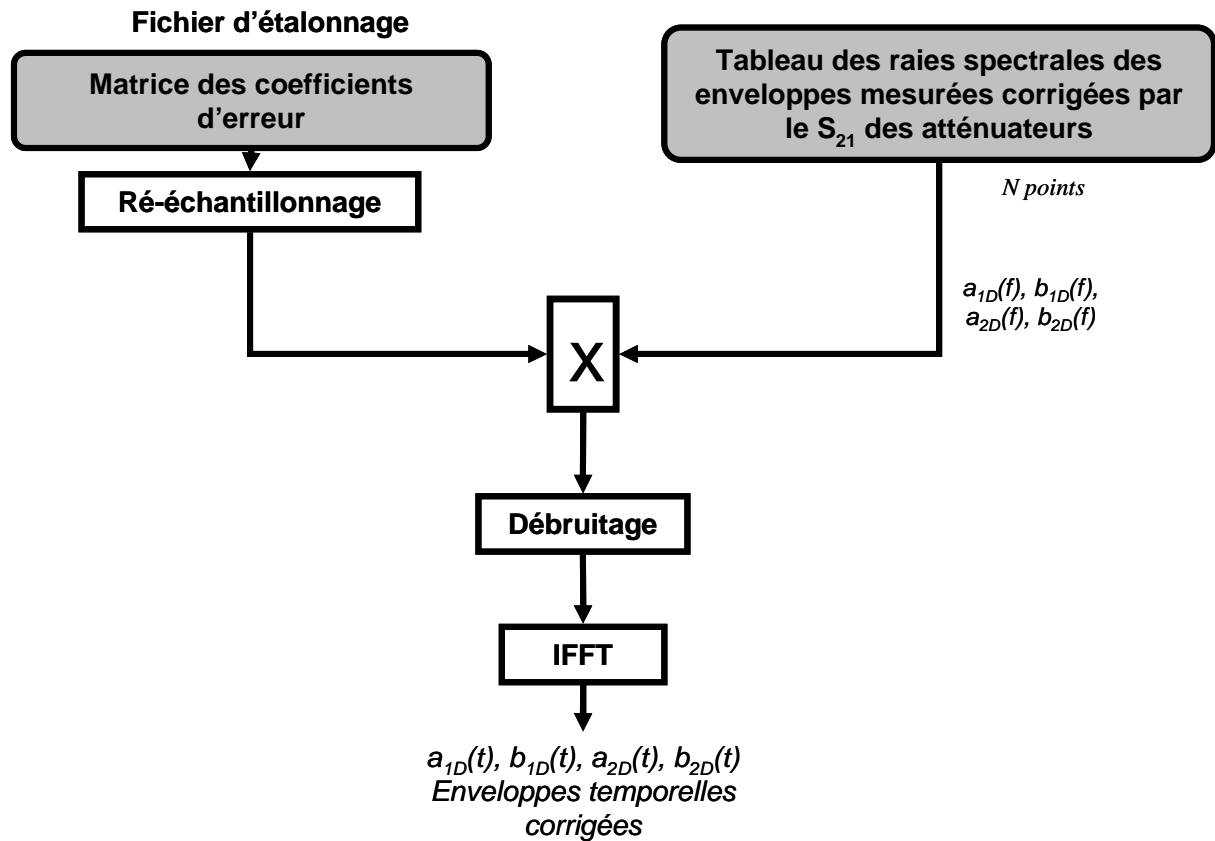 Fichier d'étalonnage
Matrice des coefficients
d'erreur
Ré-échantillonnage
Tableau des raies spectrales des
enveloppes mesurées corrigées par
le S21 des atténuateurs
N points
a1D(f), b1D(f),
a2D(f), b2D(f)
X
Débruitage
IFFT
a1D(t), b1D(t), a2D(t), b2D(t)
Enveloppes temporelles
corrigées